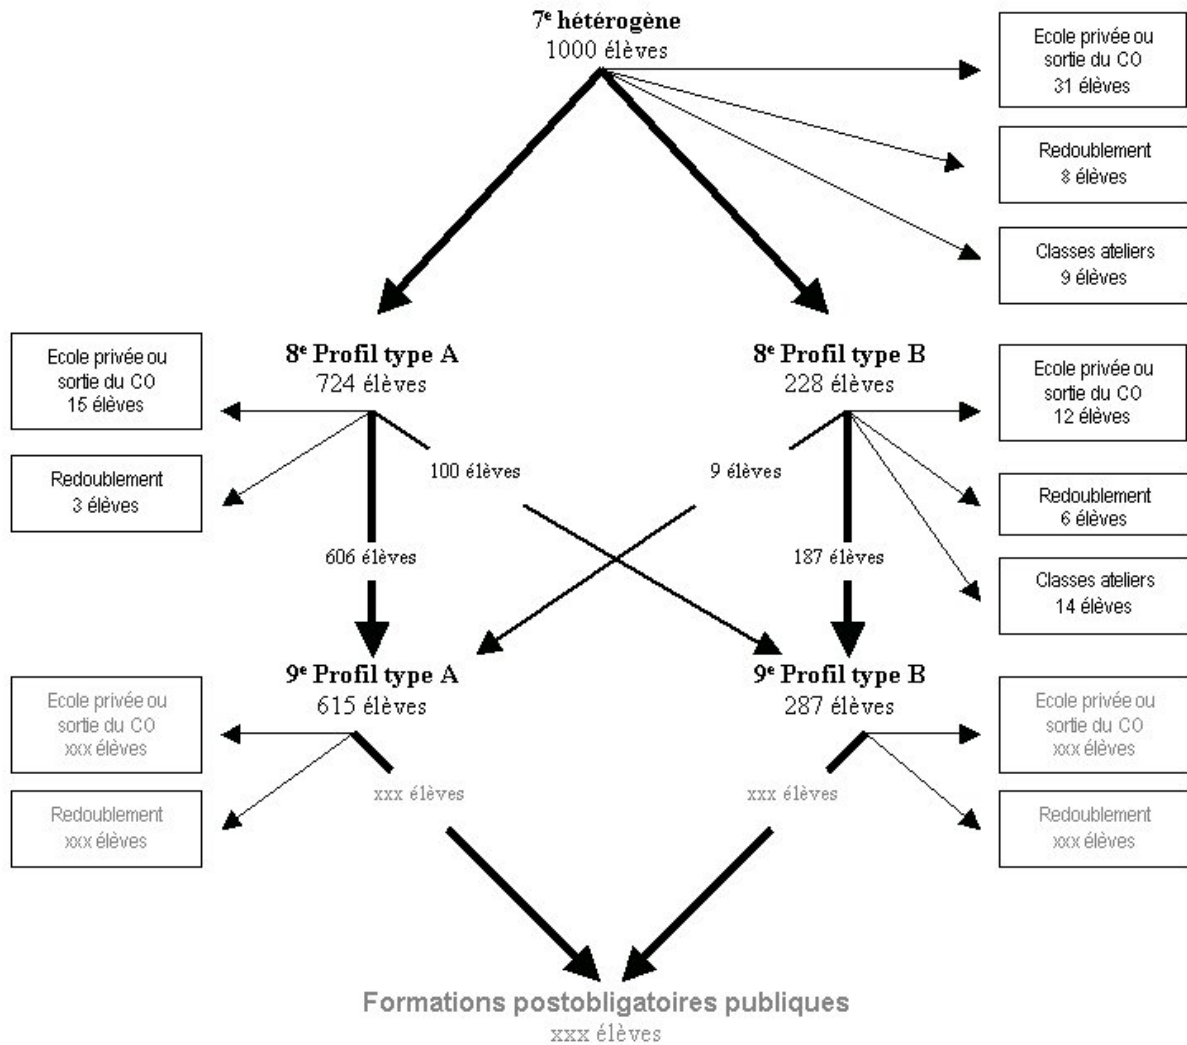 7e hétérogène
1000 élèves
Ecole privée ou
sortie du CO
31 élèves
Redoublement
8 élèves
Classes ateliers
9 élèves
Ecole privée ou
sortie du CO
15 élèves
Redoublement
3 élèves
8e Profil type A
724 élèves
8e Profil type B
228 élèves
Ecole privée ou
sortie du CO
12 élèves
Redoublement
6 élèves
Classes ateliers
14 élèves
100 élèves
9 élèves
606 élèves
187 élèves
9e Profil type A
615 élèves
9e Profil type B
287 élèves
Ecole privée ou
sortie du CO
xxx élèves
Redoublement
xxx élèves
xxx élèves
xxx élèves
Ecole privée ou
sortie du CO
xxx élèves
Redoublement
xxx élèves
Formations postobligatoires publiques
xxx élèves